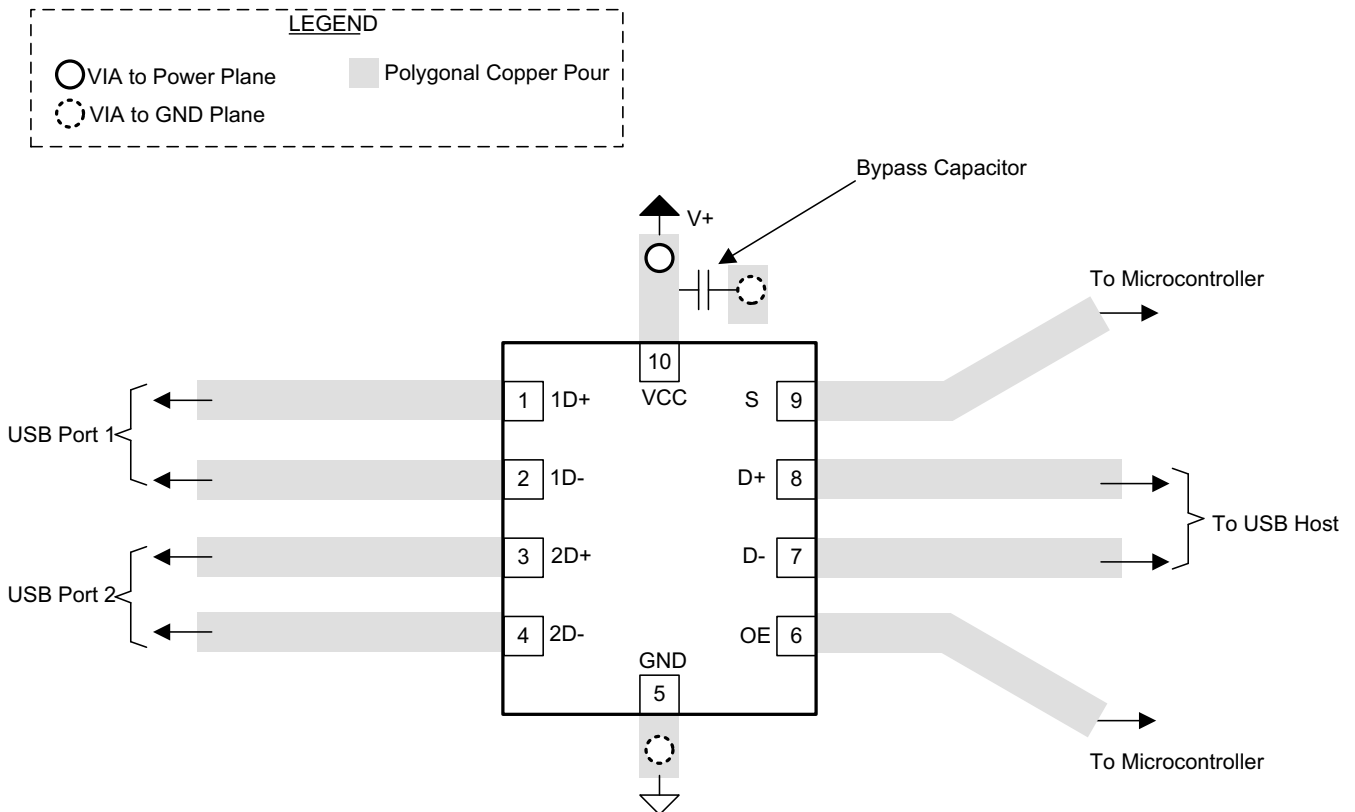 LEGEND
VIA to Power Plane
Polygonal Copper Pour
VIA to GND Plane
Bypass Capacitor
V+
To Microcontroller
10
VCC
1 1D+
S 9
USB Port 1
2 1D-
D+ 8
To USB Host
3 2D+
D- 7
USB Port 2
4 2D-
OE 6
GND
5
To Microcontroller